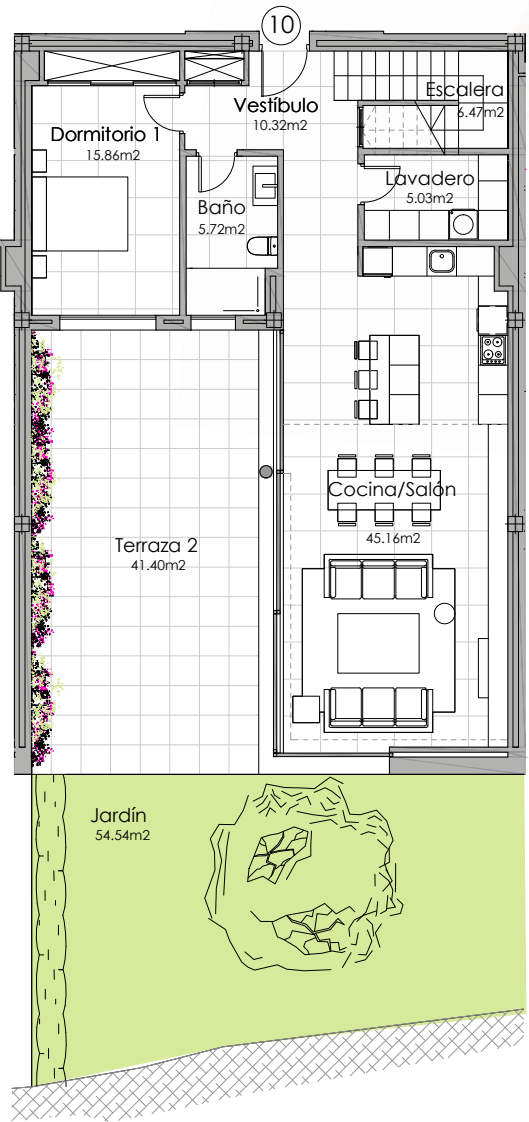 10
Escalera
6.47m2
Vestíbulo
10.32m2
Dormitorio 1
15.86m2
Lavadero
5.03m2
Baño
5.72m2
Cocina/Salón
45.16m2
Terraza 2
41.40m2
Jardín
54.54m2